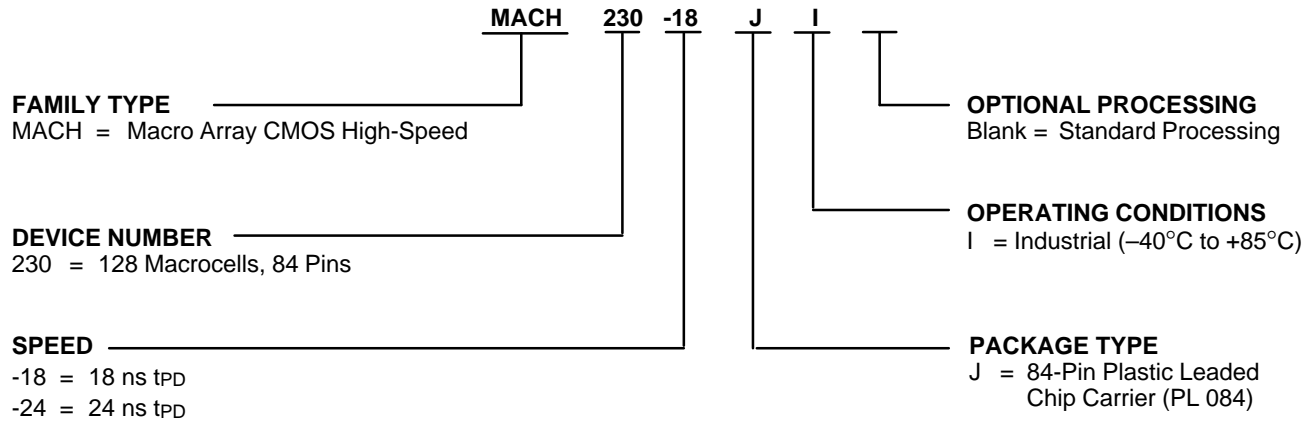 MACH 230 -18 J I
FAMILY TYPE
MACH = Macro Array CMOS High-Speed
DEVICE NUMBER
230 = 128 Macrocells, 84 Pins
SPEED
-18 = 18 ns tPD
-24 = 24 ns tPD
OPTIONAL PROCESSING
Blank = Standard Processing
OPERATING CONDITIONS
I = Industrial (–40°C to +85°C)
PACKAGE TYPE
J = 84-Pin Plastic Leaded
Chip Carrier (PL 084)